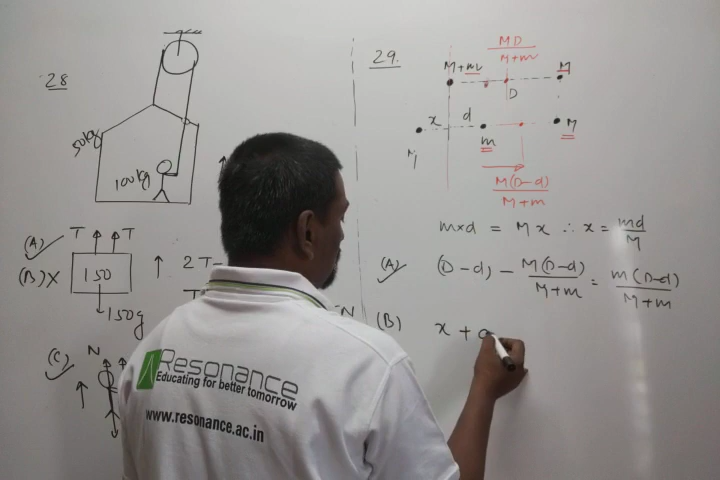 28
50kg
100kg
(A) T T
(B) X 150 2T-
T
150g
-N
(C) N
29.
MD
M+m
M+m M
D
x d M
m
M
M(D-d)
M+m
m×d = Mx ∴ x = md
M
(A) (D-d) - M(D-d) = m(D-d)
M+m M+m
(B) x +
Resonance
Educating for better tomorrow
www.resonance.ac.in